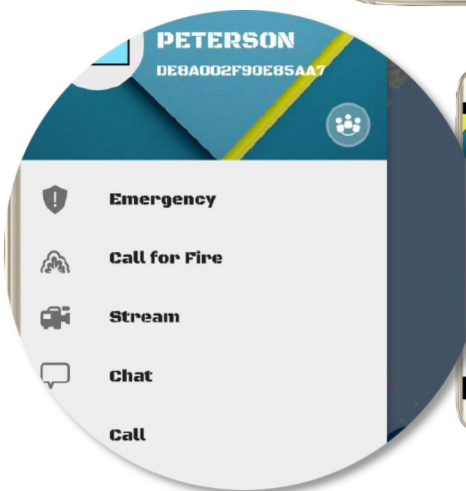 PETERSON
DE8A002F90E85AA7
Emergency
Call for Fire
Stream
Chat
Call